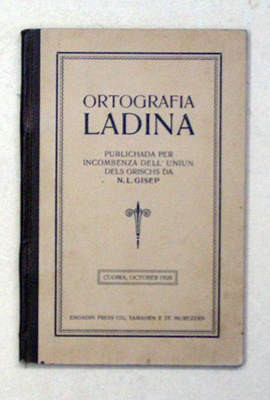 ORTOGRAFIA
LADINA
PUBLICHADA PER
INCOMBENZA DELL' UNIUN
DELS GRISCHS DA
N. L. GISEP
CUOIRA, OCTOBER 1920
ENGADIN PRESS CO., SAMADEN E ST. MUREZZAN